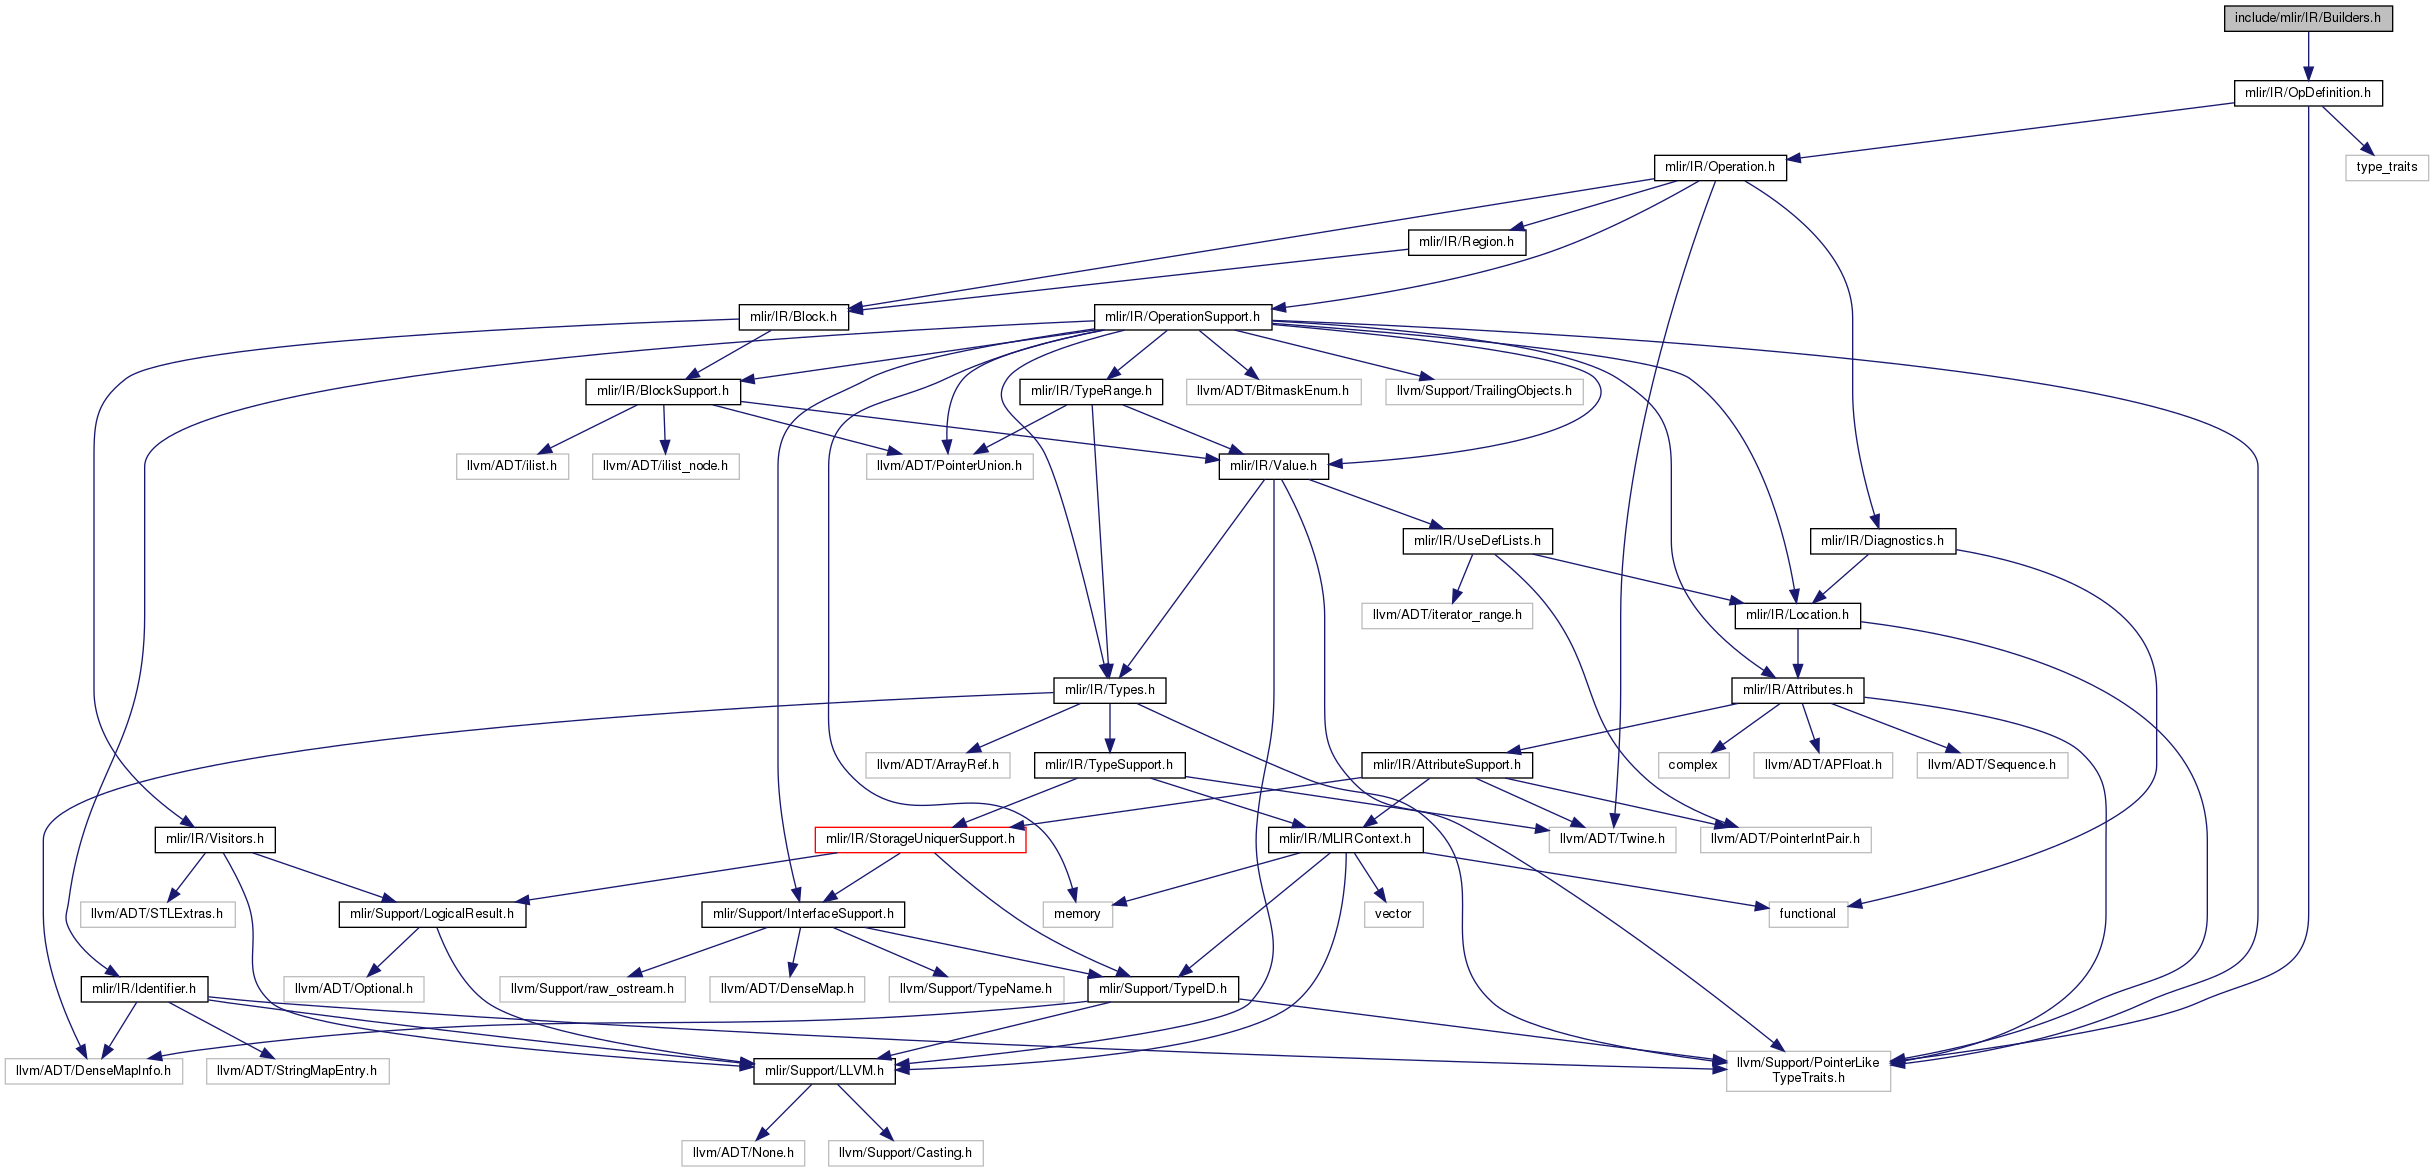 include/mlir/IR/Builders.h
mlir/IR/OpDefinition.h
mlir/IR/Operation.h
type_traits
mlir/IR/Region.h
mlir/IR/Block.h
mlir/IR/OperationSupport.h
mlir/IR/BlockSupport.h
mlir/IR/TypeRange.h
llvm/ADT/BitmaskEnum.h
llvm/Support/TrailingObjects.h
llvm/ADT/ilist.h
llvm/ADT/ilist_node.h
llvm/ADT/PointerUnion.h
mlir/IR/Value.h
mlir/IR/UseDefLists.h
mlir/IR/Diagnostics.h
llvm/ADT/iterator_range.h
mlir/IR/Location.h
mlir/IR/Types.h
mlir/IR/Attributes.h
llvm/ADT/ArrayRef.h
mlir/IR/TypeSupport.h
mlir/IR/AttributeSupport.h
complex
llvm/ADT/APFloat.h
llvm/ADT/Sequence.h
mlir/IR/Visitors.h
mlir/IR/StorageUniquerSupport.h
mlir/IR/MLIRContext.h
llvm/ADT/Twine.h
llvm/ADT/PointerIntPair.h
llvm/ADT/STLExtras.h
mlir/Support/LogicalResult.h
mlir/Support/InterfaceSupport.h
memory
vector
functional
mlir/IR/Identifier.h
llvm/ADT/Optional.h
llvm/Support/raw_ostream.h
llvm/ADT/DenseMap.h
llvm/Support/TypeName.h
mlir/Support/TypeID.h
llvm/ADT/DenseMapInfo.h
llvm/ADT/StringMapEntry.h
mlir/Support/LLVM.h
llvm/Support/PointerLike
TypeTraits.h
llvm/ADT/None.h
llvm/Support/Casting.h